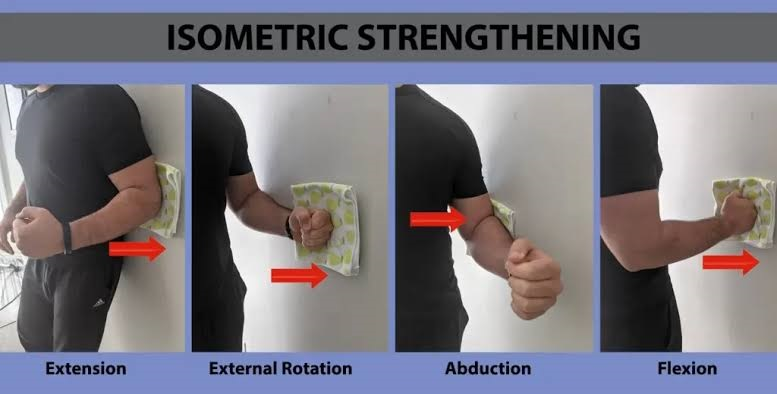 ISOMETRIC STRENGTHENING
Extension
External Rotation
Abduction
Flexion